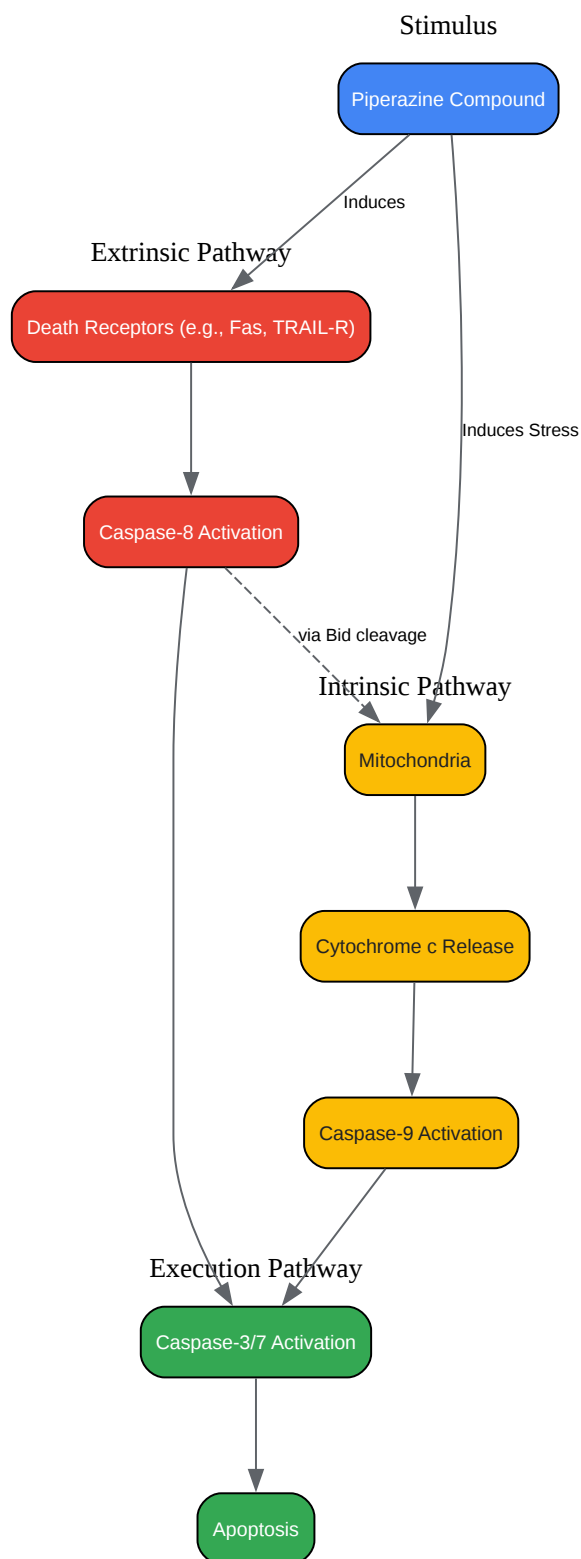 Stimulus
Piperazine Compound
Induces
Extrinsic Pathway
Death Receptors (e.g., Fas, TRAIL-R)
Induces Stress
Caspase-8 Activation
via Bid cleavage
Intrinsic Pathway
Mitochondria
Cytochrome c Release
Caspase-9 Activation
Execution Pathway
Caspase-3/7 Activation
Apoptosis